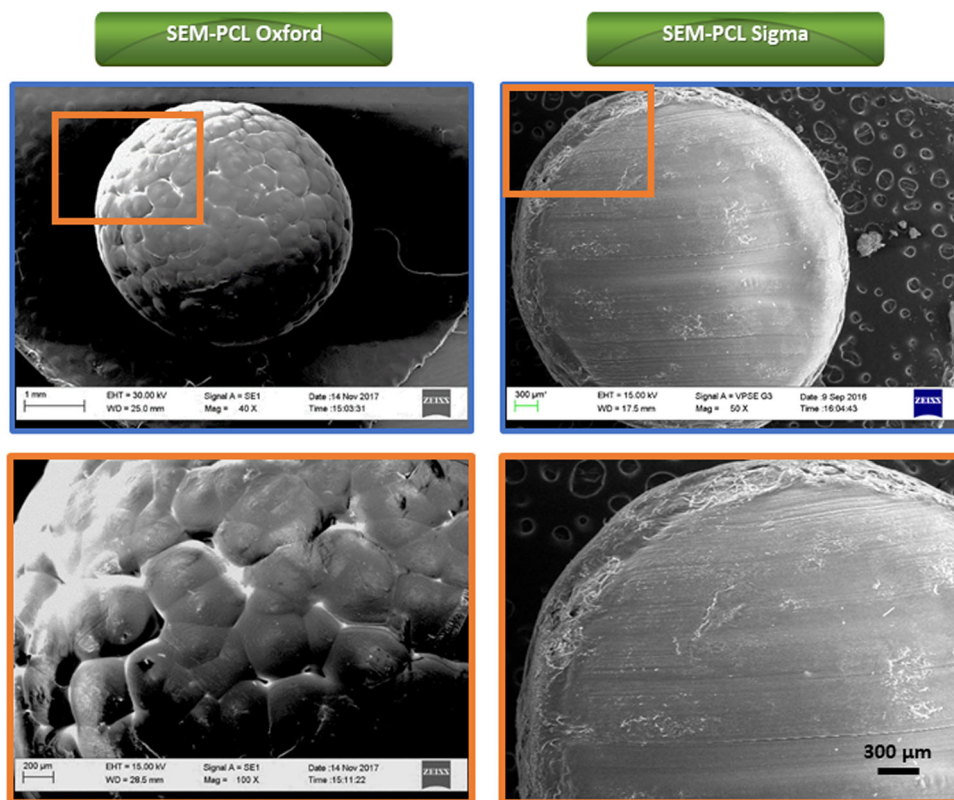 SEM-PCL Oxford
SEM-PCL Sigma
1 mm
EHT = 30.00 kV
Signal A = SE1
Date :14 Nov 2017
ZEISS
WD = 25.0 mm
Mag = 40 X
Time :15:03:31
300 µm*
EHT = 15.00 kV
Signal A = VPSE G3
Date :9 Sep 2016
ZEISS
WD = 17.5 mm
Mag = 50 X
Time :16:04:43
200 µm
EHT = 15.00 kV
Signal A = SE1
Date :14 Nov 2017
ZEISS
WD = 28.5 mm
Mag = 100 X
Time :15:11:22
300 µm